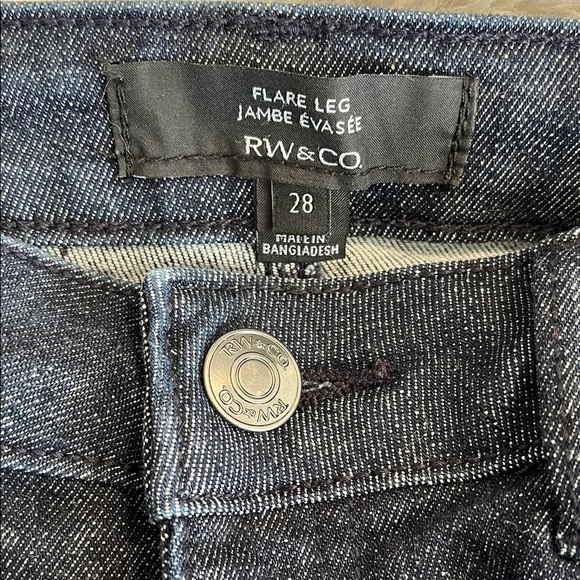 FLARE LEG
JAMBE ÉVASÉE
RW&CO.
28
MADE IN
BANGLADESH
RW&CO.
RW&CO.